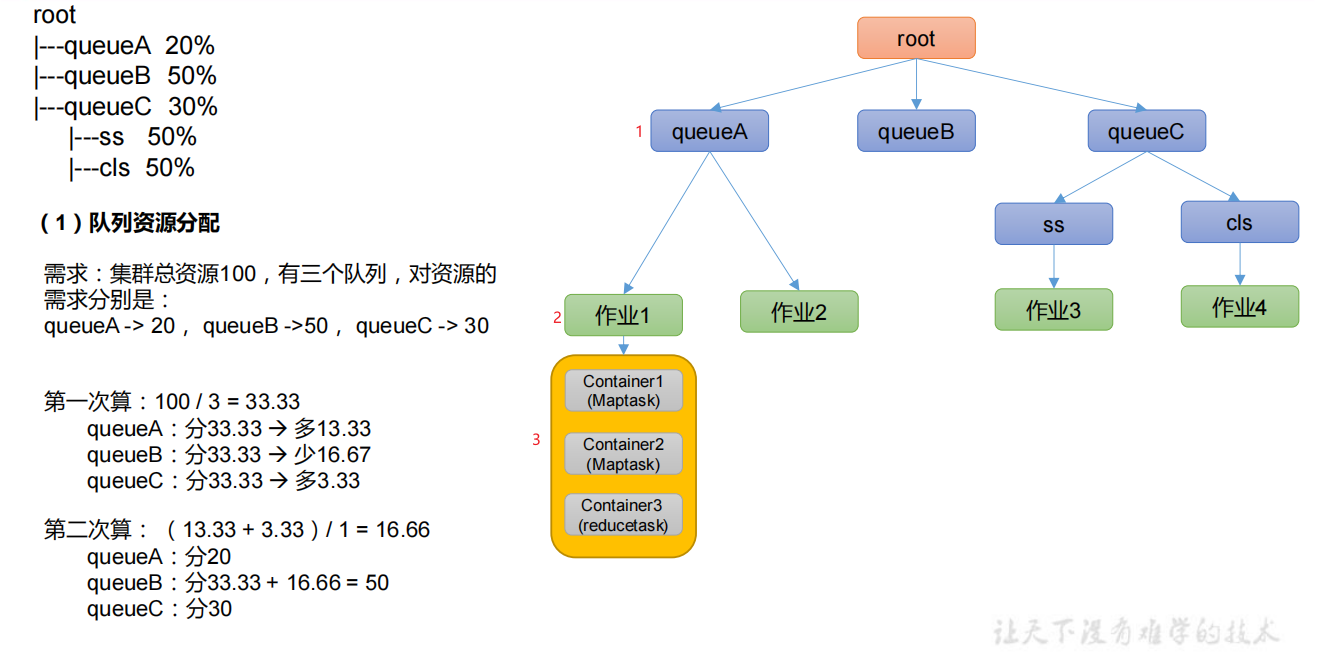 root
|---queueA 20%
|---queueB 50%
|---queueC 30%
|---ss 50%
|---cls 50%
（1）队列资源分配
需求：集群总资源100，有三个队列，对资源的
需求分别是：
queueA -> 20， queueB ->50， queueC -> 30
第一次算：100 / 3 = 33.33
queueA：分33.33 → 多13.33
queueB：分33.33 → 少16.67
queueC：分33.33 → 多3.33
第二次算：（13.33 + 3.33）/ 1 = 16.66
queueA：分20
queueB：分33.33 + 16.66 = 50
queueC：分30
root
1
queueA
queueB
queueC
ss
cls
2
作业1
作业2
作业3
作业4
3
Container1
(Maptask)
Container2
(Maptask)
Container3
(reducetask)
让天下没有难学的技术